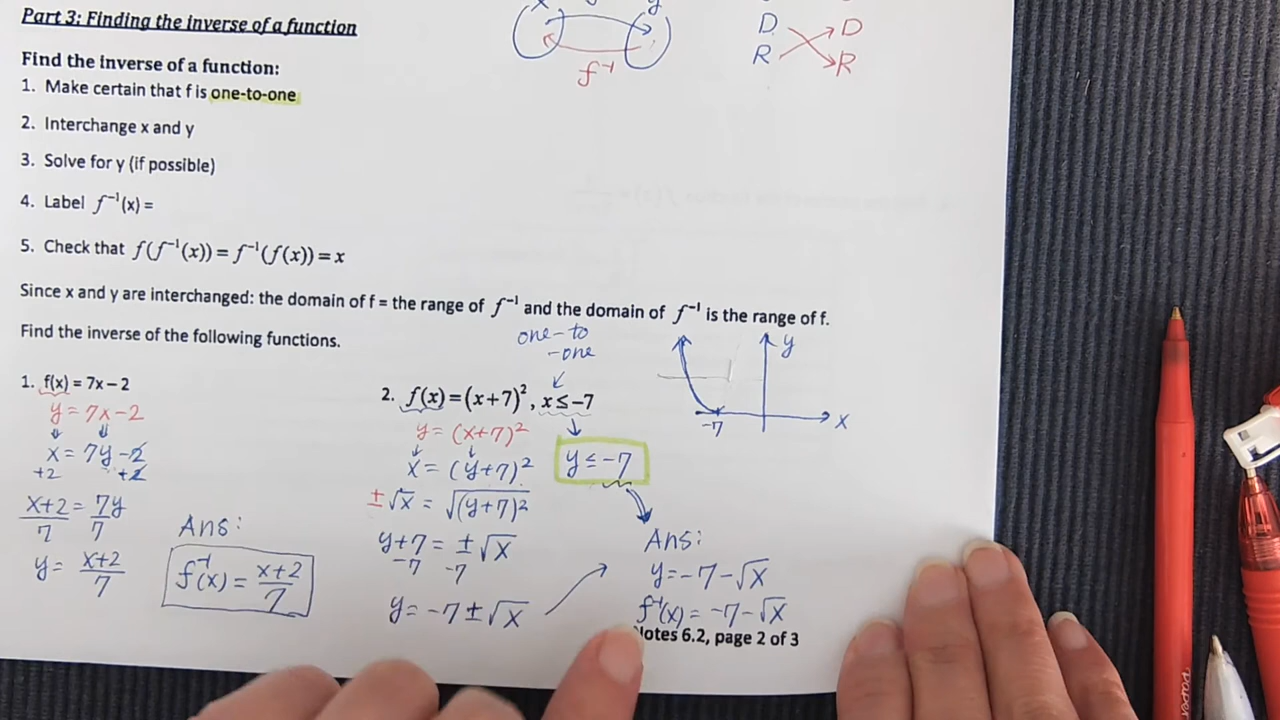 Part 3: Finding the inverse of a function
x y
f⁻¹
D D
R R
Find the inverse of a function:
1. Make certain that f is one-to-one
2. Interchange x and y
3. Solve for y (if possible)
4. Label f⁻¹(x) =
5. Check that f(f⁻¹(x)) = f⁻¹(f(x)) = x
Since x and y are interchanged: the domain of f = the range of f⁻¹ and the domain of f⁻¹ is the range of f.
Find the inverse of the following functions.
1. f(x) = 7x – 2
y = 7x-2
x = 7y -2
+2 +2
x+2 = 7y
7 7
y = x+2
7
Ans:
f⁻¹(x) = x+2
7
one-to
-one
2. f(x) = (x+7)², x ≤ -7
y = (x+7)²
x = (y+7)²
y ≤ -7
±√x = √(y+7)²
y+7 = ±√x
-7 -7
y = -7 ± √x
y
x
-7
Ans:
y = -7 - √x
f⁻¹(x) = -7 - √x
Notes 6.2, page 2 of 3
paper